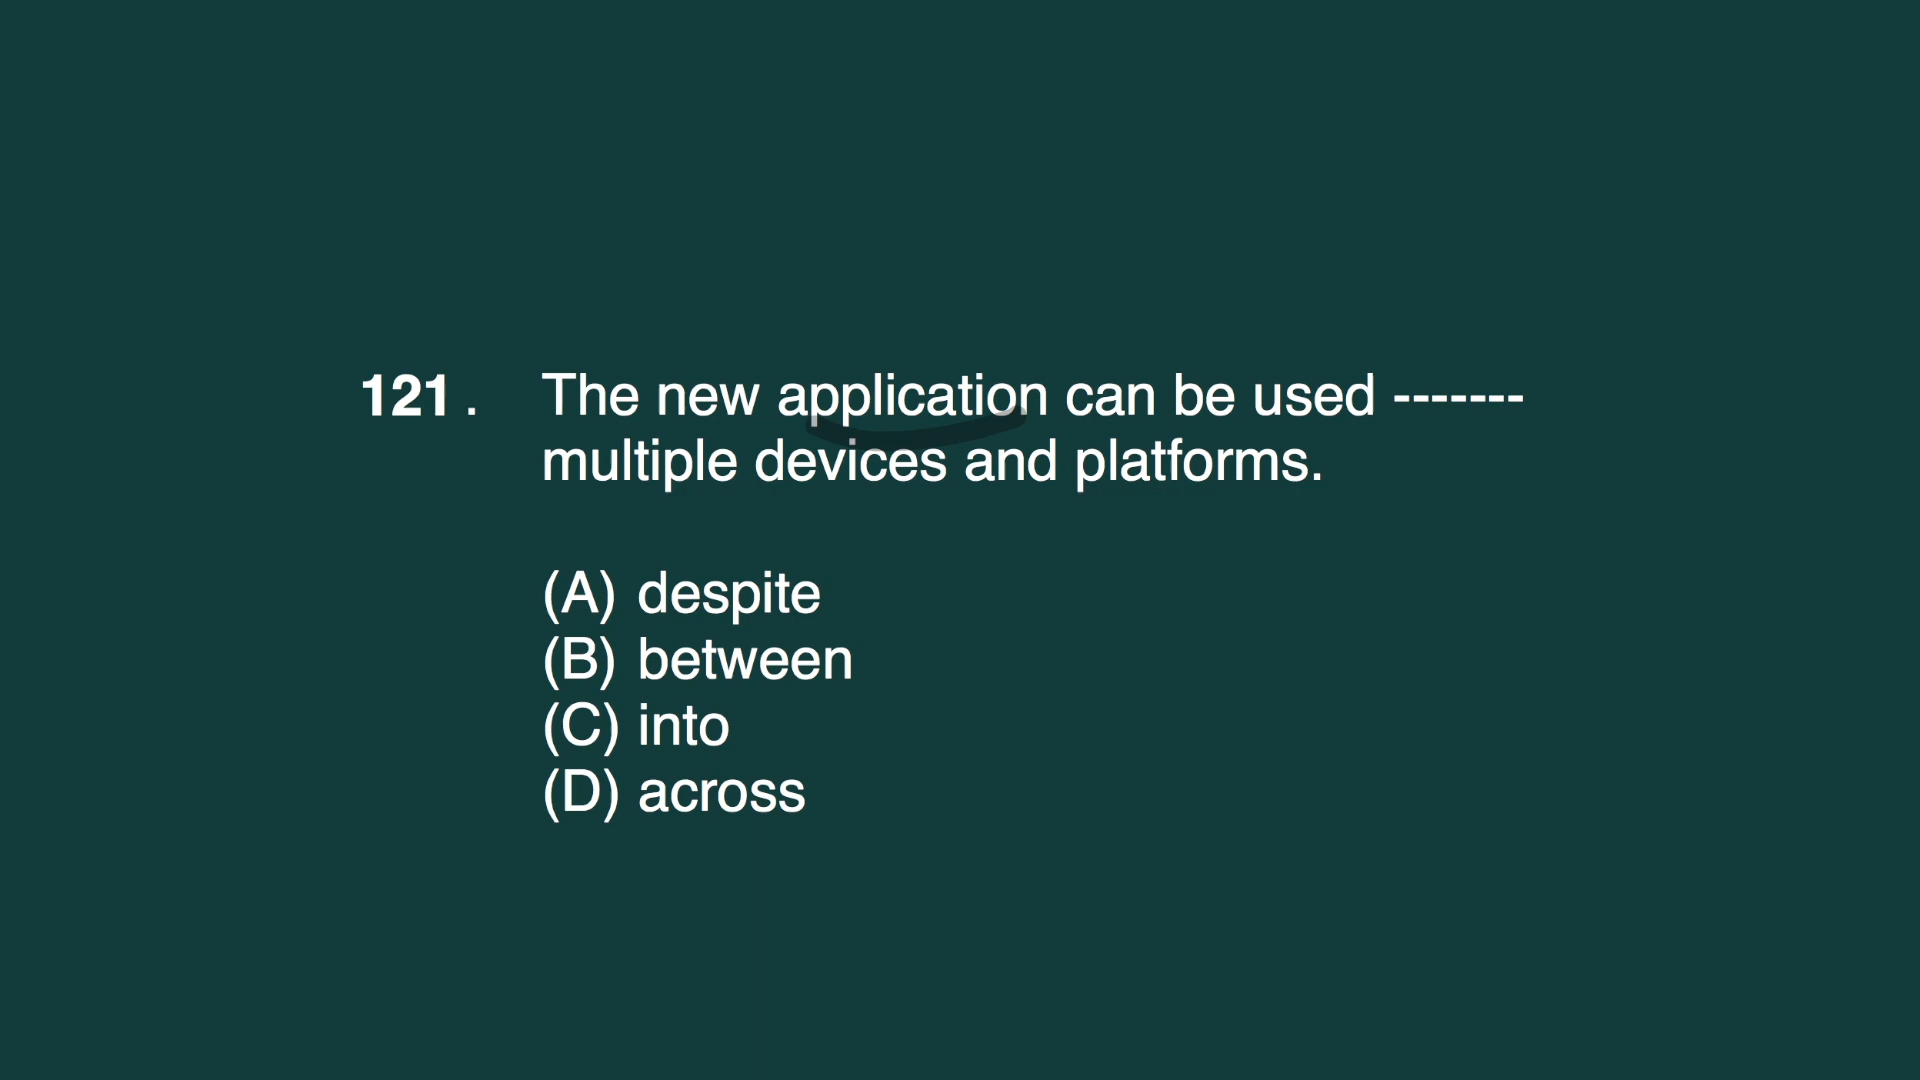 121. The new application can be used -------
multiple devices and platforms.
(A) despite
(B) between
(C) into
(D) across